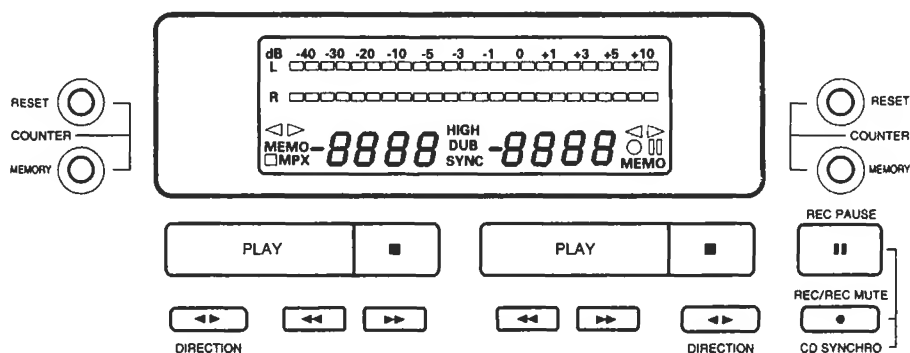 dB -40 -30 -20 -10 -5 -3 -1 0 +1 +3 +5 +10
L
R
RESET
COUNTER
MEMORY
MEMO
MPX
-8888
HIGH
DUB
SYNC
-8888
MEMO
RESET
COUNTER
MEMORY
PLAY
PLAY
REC PAUSE
REC/REC MUTE
DIRECTION
DIRECTION
CD SYNCHRO